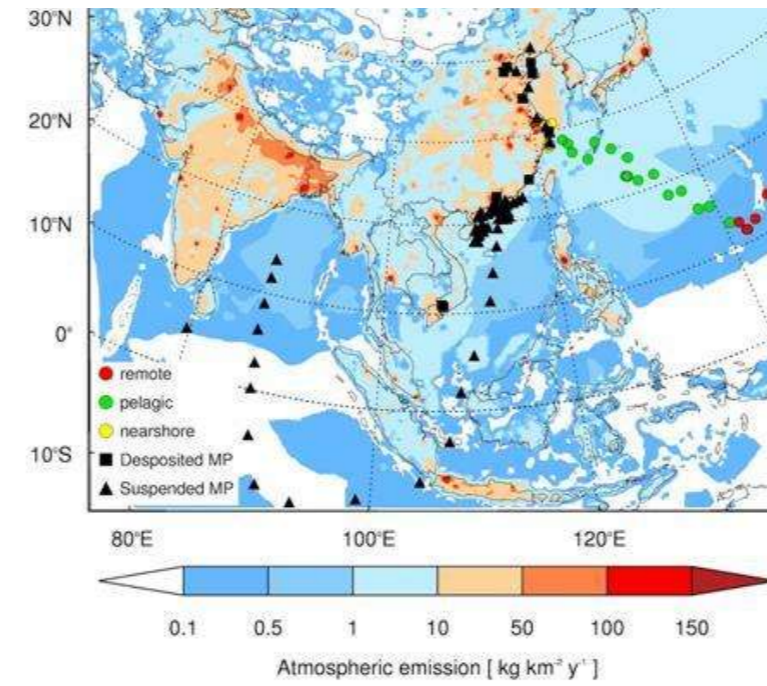 30°N
20°N
10°N
0°
10°S
remote
pelagic
nearshore
Desposited MP
Suspended MP
80°E 100°E 120°E
0.1 0.5 1 10 50 100 150
Atmospheric emission [ kg km⁻² y⁻¹ ]